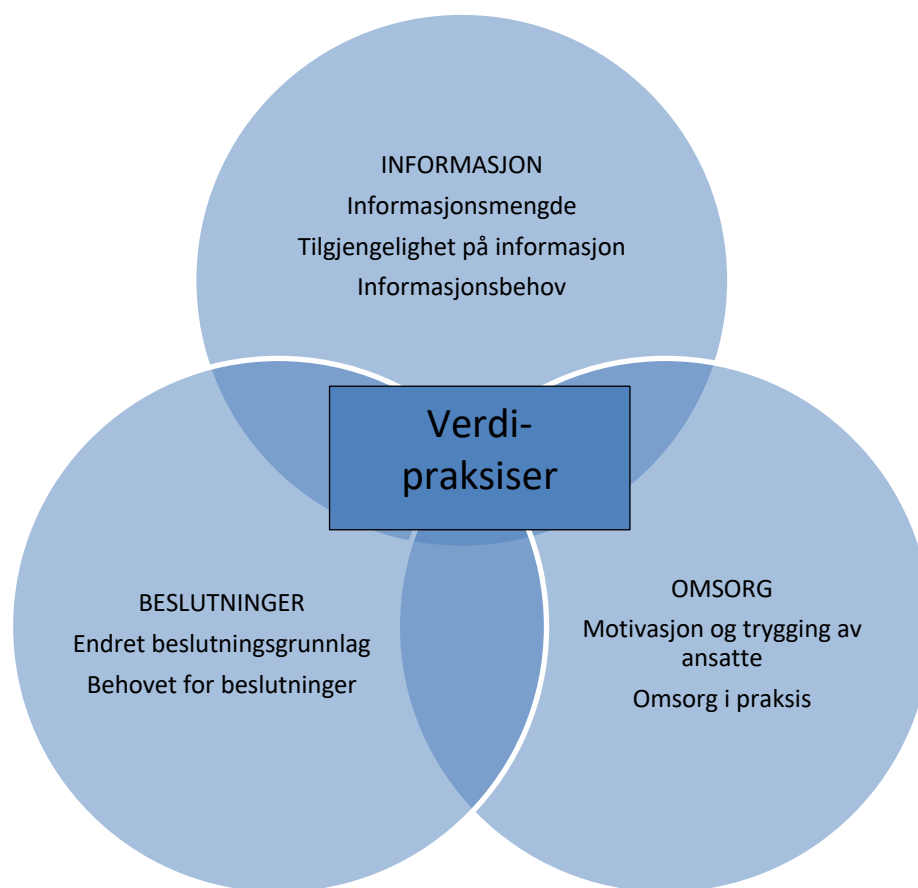 INFORMASJON
Informasjonsmengde
Tilgjengelighet på informasjon
Informasjonsbehov
Verdi-
praksiser
BESLUTNINGER
Endret beslutningsgrunnlag
Behovet for beslutninger
OMSORG
Motivasjon og trygging av
ansatte
Omsorg i praksis